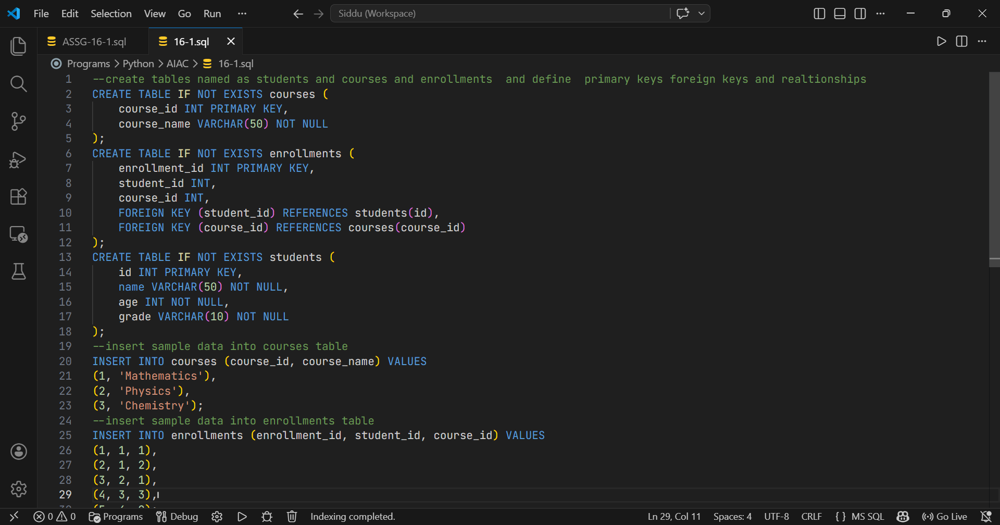 File Edit Selection View Go Run ··· Siddu (Workspace)
ASSG-16-1.sql 16-1.sql
Programs > Python > AIAC > 16-1.sql
1 --create tables named as students and courses and enrollments  and define  primary keys foreign keys and realtionships
2 CREATE TABLE IF NOT EXISTS courses (
3     course_id INT PRIMARY KEY,
4     course_name VARCHAR(50) NOT NULL
5 );
6 CREATE TABLE IF NOT EXISTS enrollments (
7     enrollment_id INT PRIMARY KEY,
8     student_id INT,
9     course_id INT,
10     FOREIGN KEY (student_id) REFERENCES students(id),
11     FOREIGN KEY (course_id) REFERENCES courses(course_id)
12 );
13 CREATE TABLE IF NOT EXISTS students (
14     id INT PRIMARY KEY,
15     name VARCHAR(50) NOT NULL,
16     age INT NOT NULL,
17     grade VARCHAR(10) NOT NULL
18 );
19 --insert sample data into courses table
20 INSERT INTO courses (course_id, course_name) VALUES
21 (1, 'Mathematics'),
22 (2, 'Physics'),
23 (3, 'Chemistry');
24 --insert sample data into enrollments table
25 INSERT INTO enrollments (enrollment_id, student_id, course_id) VALUES
26 (1, 1, 1),
27 (2, 1, 2),
28 (3, 2, 1),
29 (4, 3, 3),
0 0 Programs Debug Indexing completed. Ln 29, Col 11 Spaces: 4 UTF-8 CRLF { } MS SQL Go Live